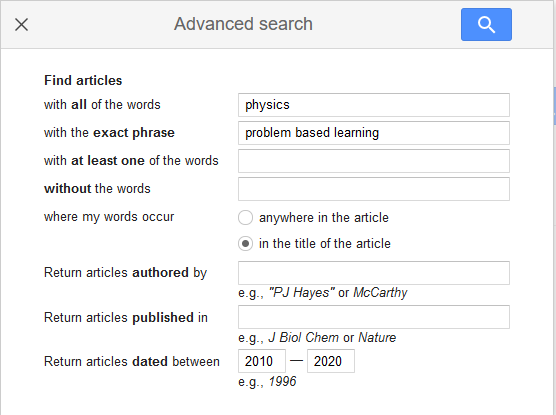 Advanced search
Find articles
with all of the words physics
with the exact phrase problem based learning
with at least one of the words
without the words
where my words occur anywhere in the article
in the title of the article
Return articles authored by
e.g., "PJ Hayes" or McCarthy
Return articles published in
e.g., J Biol Chem or Nature
Return articles dated between 2010 — 2020
e.g., 1996